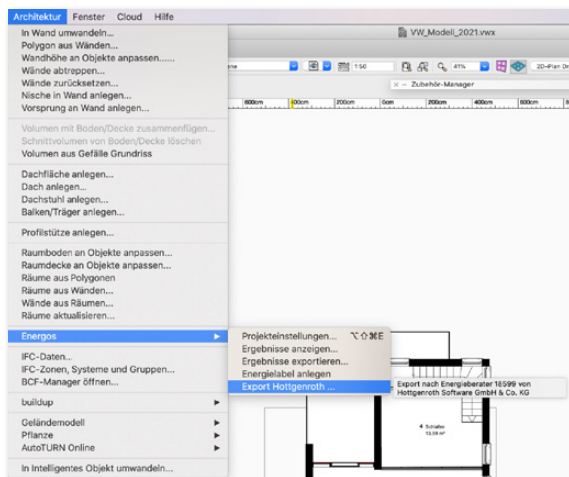 Architektur Fenster Cloud Hilfe
In Wand umwandeln...
Polygon aus Wänden...
Wandhöhe an Objekte anpassen......
Wände abtreppen...
Wände zurücksetzen...
Nische in Wand anlegen...
Vorsprung an Wand anlegen...
Volumen mit Boden/Decke zusammenfügen...
Schnittvolumen von Boden/Decke löschen
Volumen aus Gefälle Grundriss
Dachfläche anlegen...
Dach anlegen...
Dachstuhl anlegen...
Balken/Träger anlegen...
Profilstütze anlegen...
Raumboden an Objekte anpassen...
Raumdecke an Objekte anpassen...
Räume aus Polygonen
Räume aus Wänden...
Wände aus Räumen...
Räume aktualisieren...
Energos
IFC-Daten...
IFC-Zonen, Systeme und Gruppen...
BCF-Manager öffnen...
buildup
Geländemodell
Pflanze
AutoTURN Online
In Intelligentes Objekt umwandeln...
Projekteinstellungen... ⌥⇧⌘E
Ergebnisse anzeigen...
Ergebnisse exportieren...
Energielabel anlegen
Export Hottgenroth ...
Export nach Energieberater 18599 von
Hottgenroth Software GmbH & Co. KG
VW_Modell_2021.vwx
1:50 41% 2D-Plan
× − Zubehör-Manager
600cm 400cm 200cm 0cm 200cm 400cm 600cm
4 Schlafen